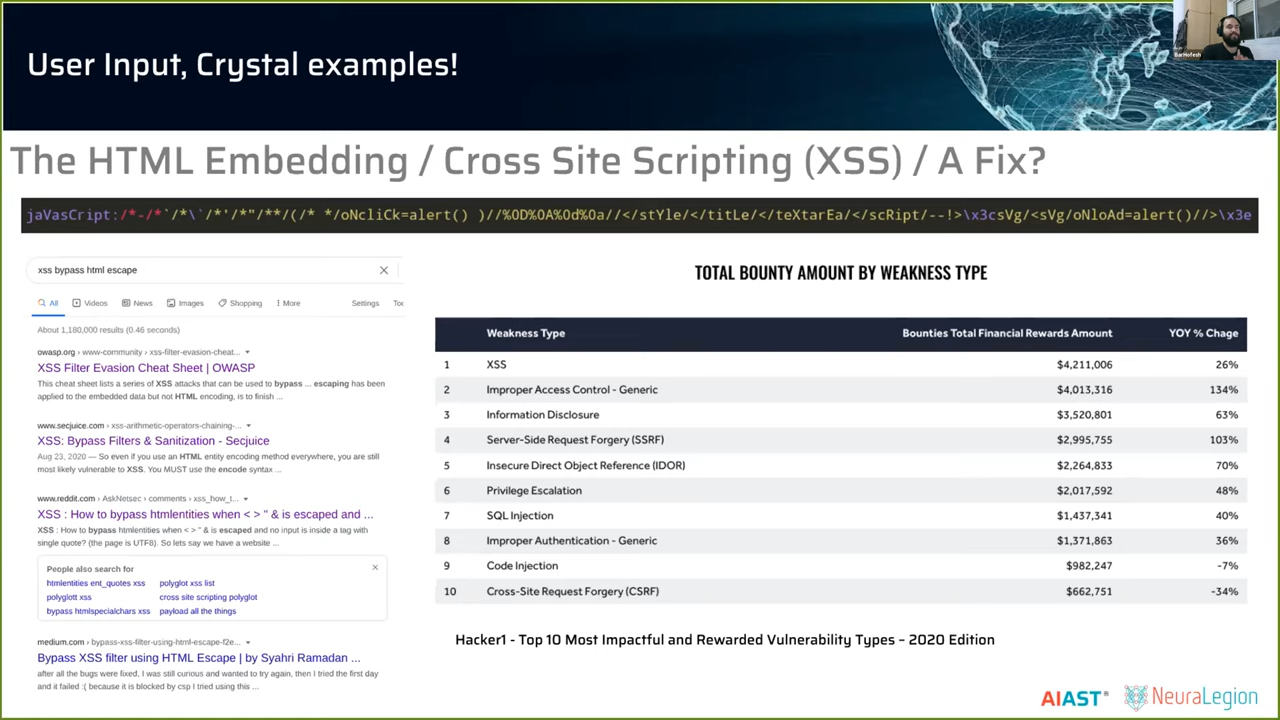 User Input, Crystal examples!
BarHofesh
The HTML Embedding / Cross Site Scripting (XSS) / A Fix?
jaVasCript:/*-/*`/*\`/*'/*"/**/(/* */oNcliCk=alert() )//%0D%0A%0d%0a//</stYle/</titLe/</teXtarEa/</scRipt/--!>\x3csVg/<sVg/oNloAd=alert()//>\x3e
xss bypass html escape
All Videos News Images Shopping More Settings Too
About 1,180,000 results (0.46 seconds)
owasp.org › www-community › xss-filter-evasion-cheat...
XSS Filter Evasion Cheat Sheet | OWASP
This cheat sheet lists a series of XSS attacks that can be used to bypass ... escaping has been
applied to the embedded data but not HTML encoding, is to finish ...
www.secjuice.com › xss-arithmetic-operators-chaining-...
XSS: Bypass Filters & Sanitization - Secjuice
Aug 23, 2020 — So even if you use an HTML entity encoding method everywhere, you are still
most likely vulnerable to XSS. You MUST use the encode syntax ...
www.reddit.com › AskNetsec › comments › xss_how_t...
XSS : How to bypass htmlentities when < > " & is escaped and ...
XSS : How to bypass htmlentities when < > " & is escaped and no input is inside a tag with
single quote? (the page is UTF8). So lets say we have a website ...
People also search for
htmlentities ent_quotes xss polyglot xss list
polyglott xss cross site scripting polyglot
bypass htmlspecialchars xss payload all the things
medium.com › bypass-xss-filter-using-html-escape-f2e...
Bypass XSS filter using HTML Escape | by Syahri Ramadan ...
after all the bugs were fixed, I was still curious and wanted to try again, then I tried the first day
and it failed :( because it is blocked by csp I tried using this ...
TOTAL BOUNTY AMOUNT BY WEAKNESS TYPE
Weakness Type Bounties Total Financial Rewards Amount YOY % Chage
1 XSS $4,211,006 26%
2 Improper Access Control - Generic $4,013,316 134%
3 Information Disclosure $3,520,801 63%
4 Server-Side Request Forgery (SSRF) $2,995,755 103%
5 Insecure Direct Object Reference (IDOR) $2,264,833 70%
6 Privilege Escalation $2,017,592 48%
7 SQL Injection $1,437,341 40%
8 Improper Authentication - Generic $1,371,863 36%
9 Code Injection $982,247 -7%
10 Cross-Site Request Forgery (CSRF) $662,751 -34%
Hacker1 - Top 10 Most Impactful and Rewarded Vulnerability Types – 2020 Edition
AIAST® NeuraLegion